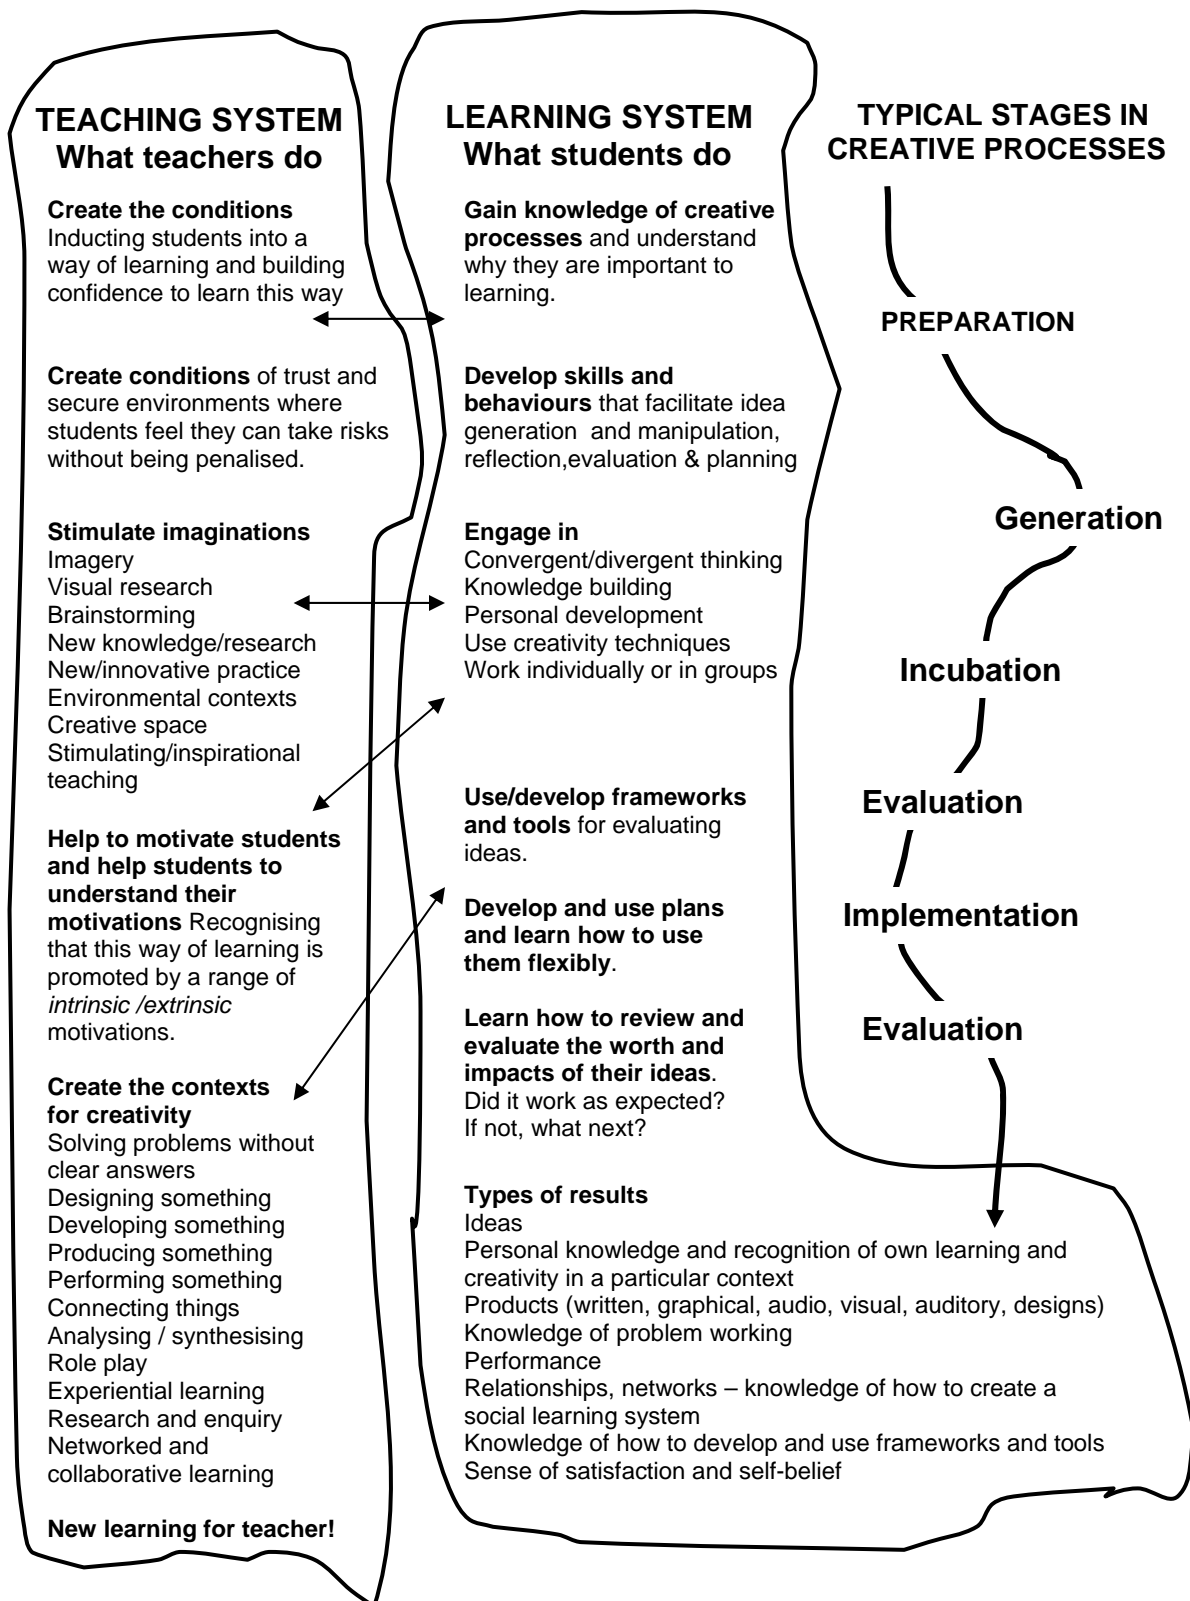 TEACHING SYSTEM
What teachers do
Create the conditions
Inducting students into a
way of learning and building
confidence to learn this way
Create conditions of trust and
secure environments where
students feel they can take risks
without being penalised.
Stimulate imaginations
Imagery
Visual research
Brainstorming
New knowledge/research
New/innovative practice
Environmental contexts
Creative space
Stimulating/inspirational
teaching
Help to motivate students
and help students to
understand their
motivations Recognising
that this way of learning is
promoted by a range of
intrinsic /extrinsic
motivations.
Create the contexts
for creativity
Solving problems without
clear answers
Designing something
Developing something
Producing something
Performing something
Connecting things
Analysing / synthesising
Role play
Experiential learning
Research and enquiry
Networked and
collaborative learning
New learning for teacher!
LEARNING SYSTEM
What students do
Gain knowledge of creative
processes and understand
why they are important to
learning.
Develop skills and
behaviours that facilitate idea
generation and manipulation,
reflection,evaluation & planning
Engage in
Convergent/divergent thinking
Knowledge building
Personal development
Use creativity techniques
Work individually or in groups
Use/develop frameworks
and tools for evaluating
ideas.
Develop and use plans
and learn how to use
them flexibly.
Learn how to review and
evaluate the worth and
impacts of their ideas.
Did it work as expected?
If not, what next?
Types of results
Ideas
Personal knowledge and recognition of own learning and
creativity in a particular context
Products (written, graphical, audio, visual, auditory, designs)
Knowledge of problem working
Performance
Relationships, networks – knowledge of how to create a
social learning system
Knowledge of how to develop and use frameworks and tools
Sense of satisfaction and self-belief
TYPICAL STAGES IN
CREATIVE PROCESSES
PREPARATION
Generation
Incubation
Evaluation
Implementation
Evaluation